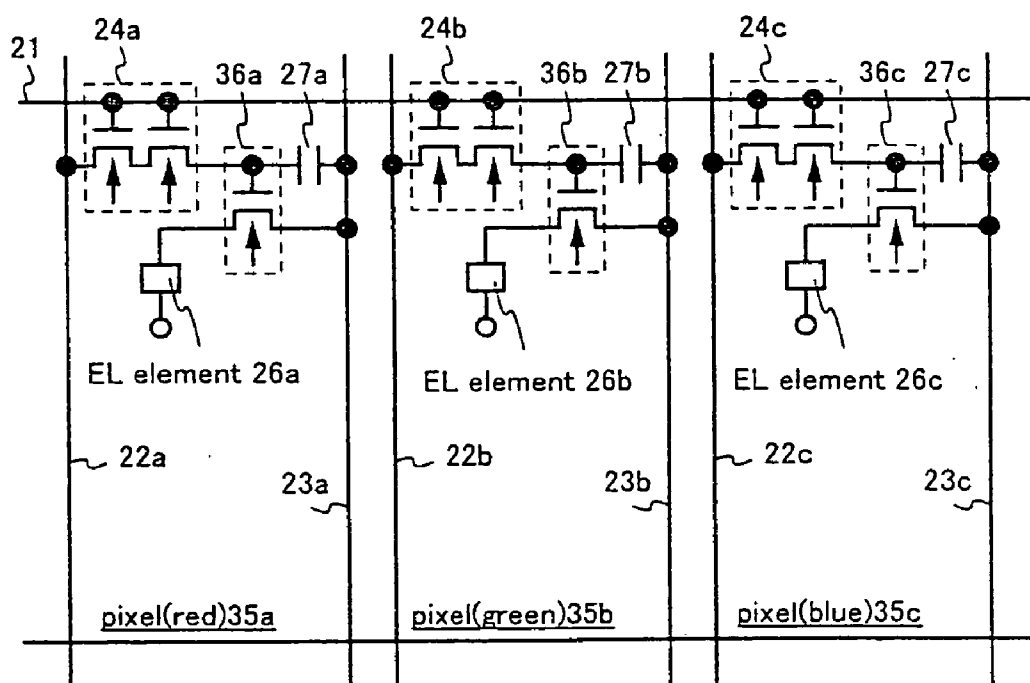 24a 24b 24c
21 36a 27a 36b 27b 36c 27c
EL element 26a EL element 26b EL element 26c
22a 22b 22c
23a 23b 23c
pixel(red)35a pixel(green)35b pixel(blue)35c